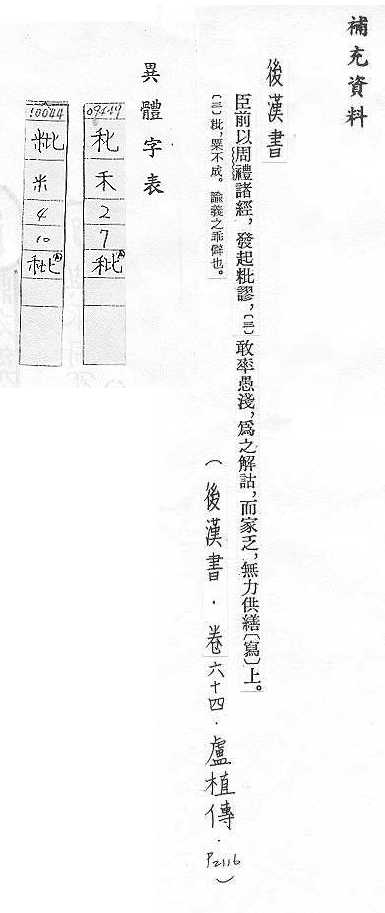 補充資料
後漢書
臣前以周禮諸經，發起粃謬，〔三〕敢率愚淺，爲之解詁，而家乏，無力供繕〔寫〕上。
〔三〕粃，粟不成。諭義之乖僻也。
（後漢書．卷六十四．盧植傳．P2116）
異體字表
秕
禾
2
7
粃
10044
粃
米
4
10
粃